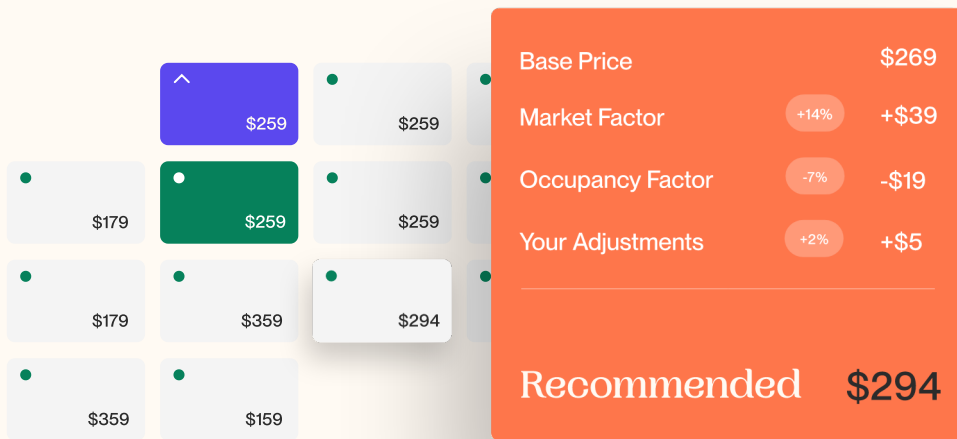 $259
$259
$179
$259
$259
$179
$359
$294
$359
$159
Base Price $269
Market Factor +14% +$39
Occupancy Factor -7% -$19
Your Adjustments +2% +$5
Recommended $294